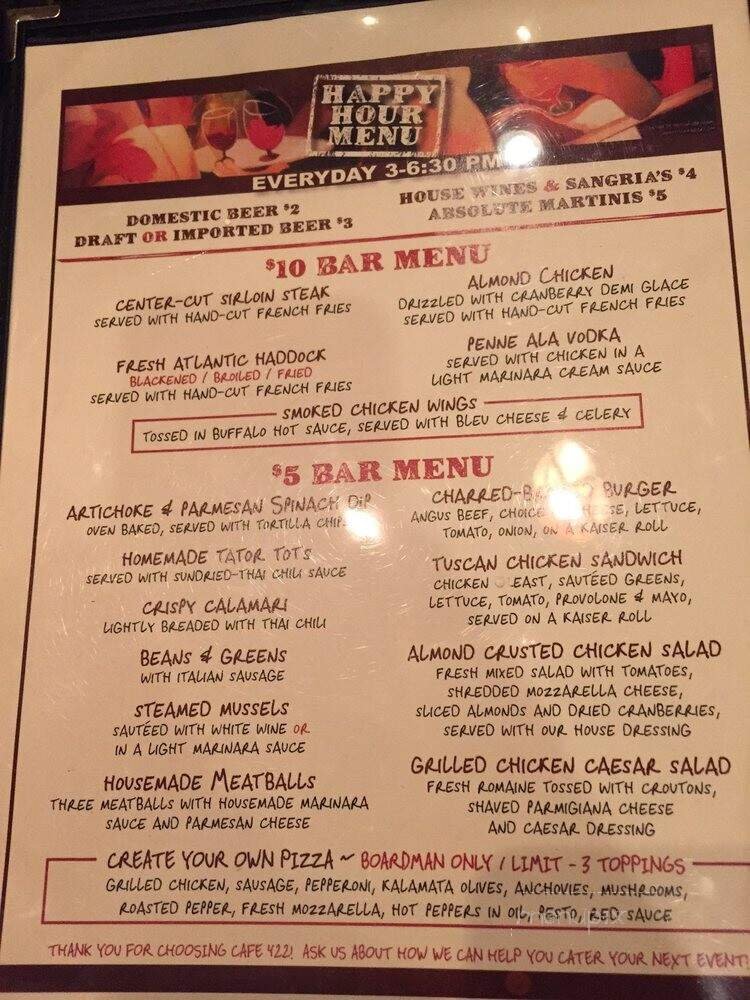 HAPPY
HOUR
MENU
EVERYDAY 3-6:30 PM
DOMESTIC BEER $2
DRAFT OR IMPORTED BEER $3
HOUSE WINES & SANGRIA'S $4
ABSOLUTE MARTINIS $5
$10 BAR MENU
CENTER-CUT SIRLOIN STEAK
SERVED WITH HAND-CUT FRENCH FRIES
FRESH ATLANTIC HADDOCK
BLACKENED / BROILED / FRIED
SERVED WITH HAND-CUT FRENCH FRIES
ALMOND CHICKEN
DRIZZLED WITH CRANBERRY DEMI GLACE
SERVED WITH HAND-CUT FRENCH FRIES
PENNE ALA VODKA
SERVED WITH CHICKEN IN A
LIGHT MARINARA CREAM SAUCE
SMOKED CHICKEN WINGS
TOSSED IN BUFFALO HOT SAUCE, SERVED WITH BLEU CHEESE & CELERY
$5 BAR MENU
ARTICHOKE & PARMESAN SPINACH DIP
OVEN BAKED, SERVED WITH TORTILLA CHIPS
HOMEMADE TATOR TOTS
SERVED WITH SUNDRIED-THAI CHILI SAUCE
CRISPY CALAMARI
LIGHTLY BREADED WITH THAI CHILI
BEANS & GREENS
WITH ITALIAN SAUSAGE
STEAMED MUSSELS
SAUTÉED WITH WHITE WINE OR
IN A LIGHT MARINARA SAUCE
HOUSEMADE MEATBALLS
THREE MEATBALLS WITH HOUSEMADE MARINARA
SAUCE AND PARMESAN CHEESE
BURGER
ANGUS BEEF, CHOICE CHEESE, LETTUCE,
TOMATO, ONION, ON A KAISER ROLL
TUSCAN CHICKEN SANDWICH
CHICKEN BREAST, SAUTÉED GREENS,
LETTUCE, TOMATO, PROVOLONE & MAYO,
SERVED ON A KAISER ROLL
ALMOND CRUSTED CHICKEN SALAD
FRESH MIXED SALAD WITH TOMATOES,
SHREDDED MOZZARELLA CHEESE,
SLICED ALMONDS AND DRIED CRANBERRIES,
SERVED WITH OUR HOUSE DRESSING
GRILLED CHICKEN CAESAR SALAD
FRESH ROMAINE TOSSED WITH CROUTONS,
SHAVED PARMIGIANA CHEESE
AND CAESAR DRESSING
CREATE YOUR OWN PIZZA ~ BOARDMAN ONLY / LIMIT - 3 TOPPINGS
GRILLED CHICKEN, SAUSAGE, PEPPERONI, KALAMATA OLIVES, ANCHOVIES, MUSHROOMS,
ROASTED PEPPER, FRESH MOZZARELLA, HOT PEPPERS IN OIL, PESTO, RED SAUCE
THANK YOU FOR CHOOSING CAFE 422! ASK US ABOUT HOW WE CAN HELP YOU CATER YOUR NEXT EVENT!